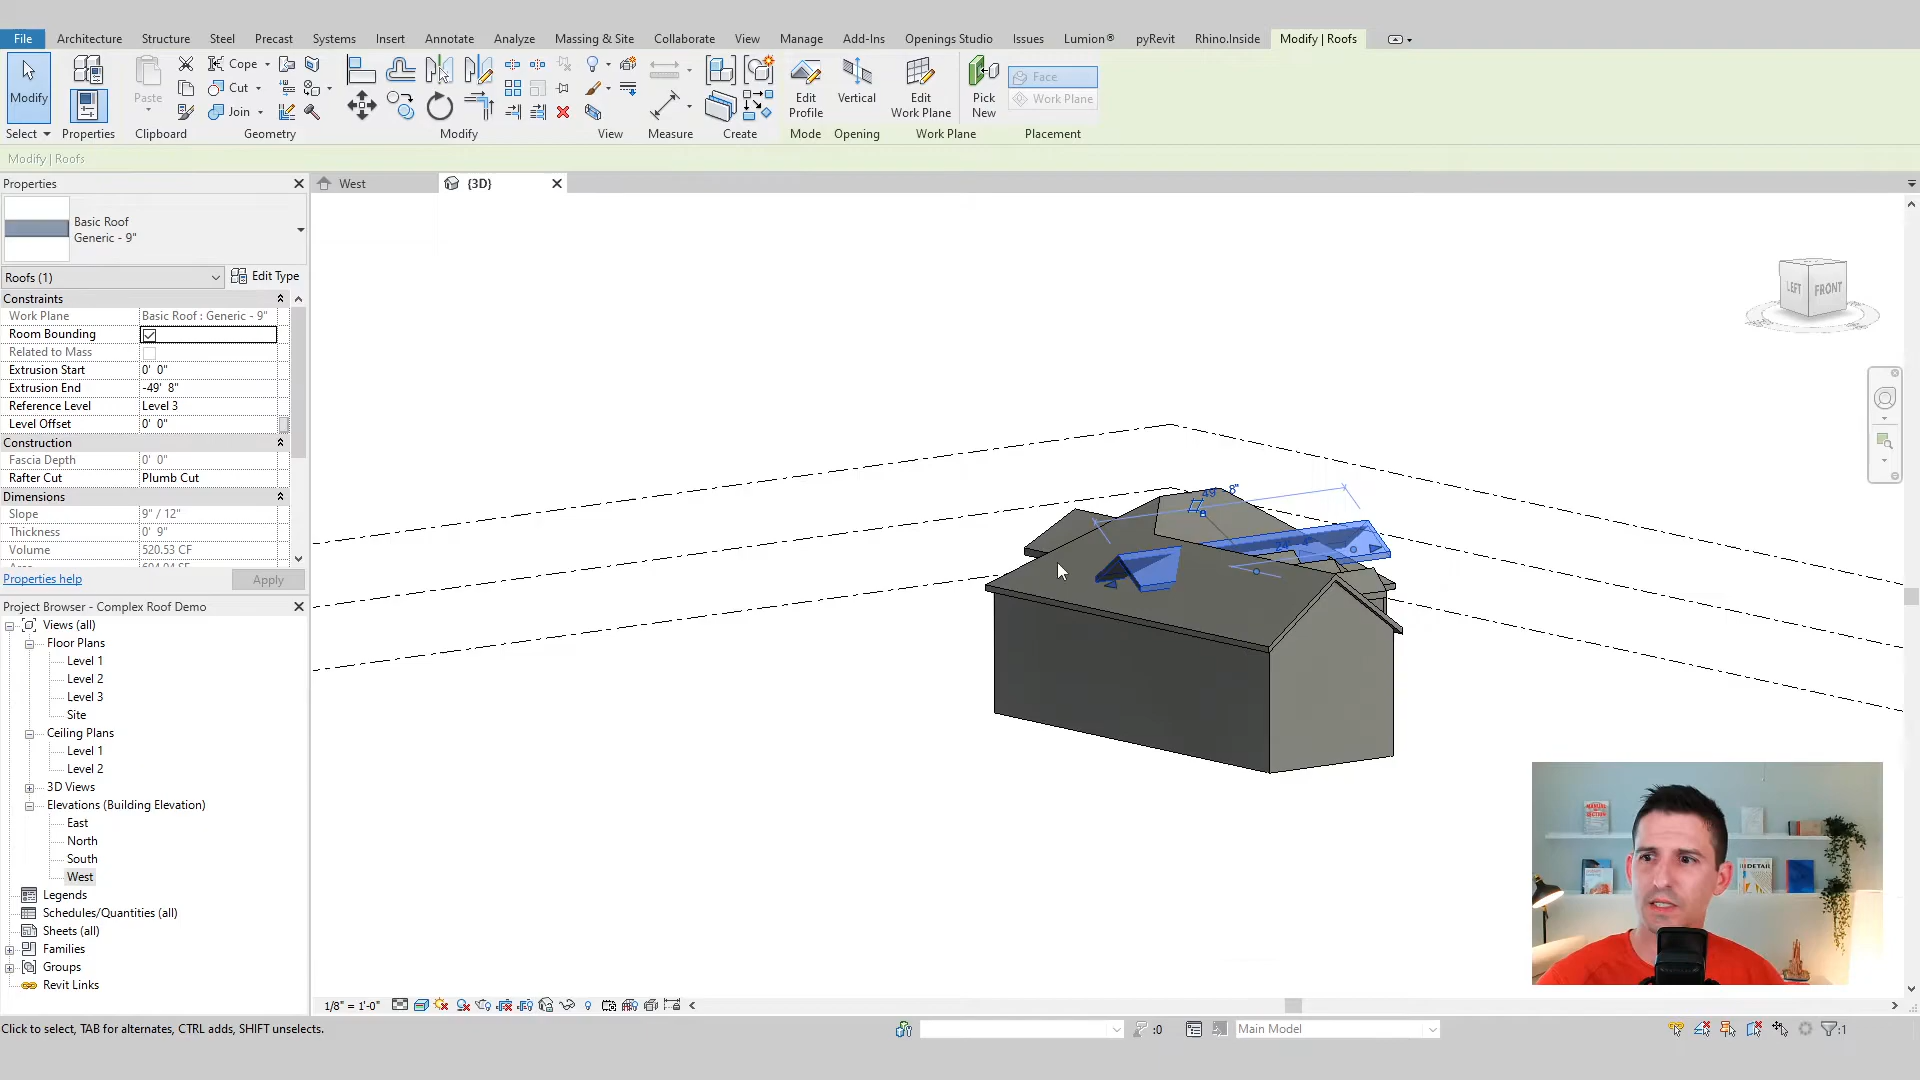 File Architecture Structure Steel Precast Systems Insert Annotate Analyze Massing & Site Collaborate View Manage Add-Ins Openings Studio Issues Lumion® pyRevit Rhino.Inside Modify | Roofs
Modify
Paste
Cope
Cut
Join
Edit Profile
Vertical
Edit Work Plane
Pick New
Face
Work Plane
Select Properties Clipboard Geometry Modify View Measure Create Mode Opening Work Plane Placement
Modify | Roofs
Properties
West
{3D}
Basic Roof
Generic - 9"
Roofs (1) Edit Type
Constraints
Work Plane Basic Roof : Generic - 9"
Room Bounding
Related to Mass
Extrusion Start 0' 0"
Extrusion End -49' 8"
Reference Level Level 3
Level Offset 0' 0"
Construction
Fascia Depth 0' 0"
Rafter Cut Plumb Cut
Dimensions
Slope 9" / 12"
Thickness 0' 9"
Volume 520.53 CF
Properties help Apply
Project Browser - Complex Roof Demo
Views (all)
Floor Plans
Level 1
Level 2
Level 3
Site
Ceiling Plans
Level 1
Level 2
3D Views
Elevations (Building Elevation)
East
North
South
West
Legends
Schedules/Quantities (all)
Sheets (all)
Families
Groups
Revit Links
49' 8"
LEFT FRONT
1/8" = 1'-0"
Click to select, TAB for alternates, CTRL adds, SHIFT unselects.
:0
Main Model
:1